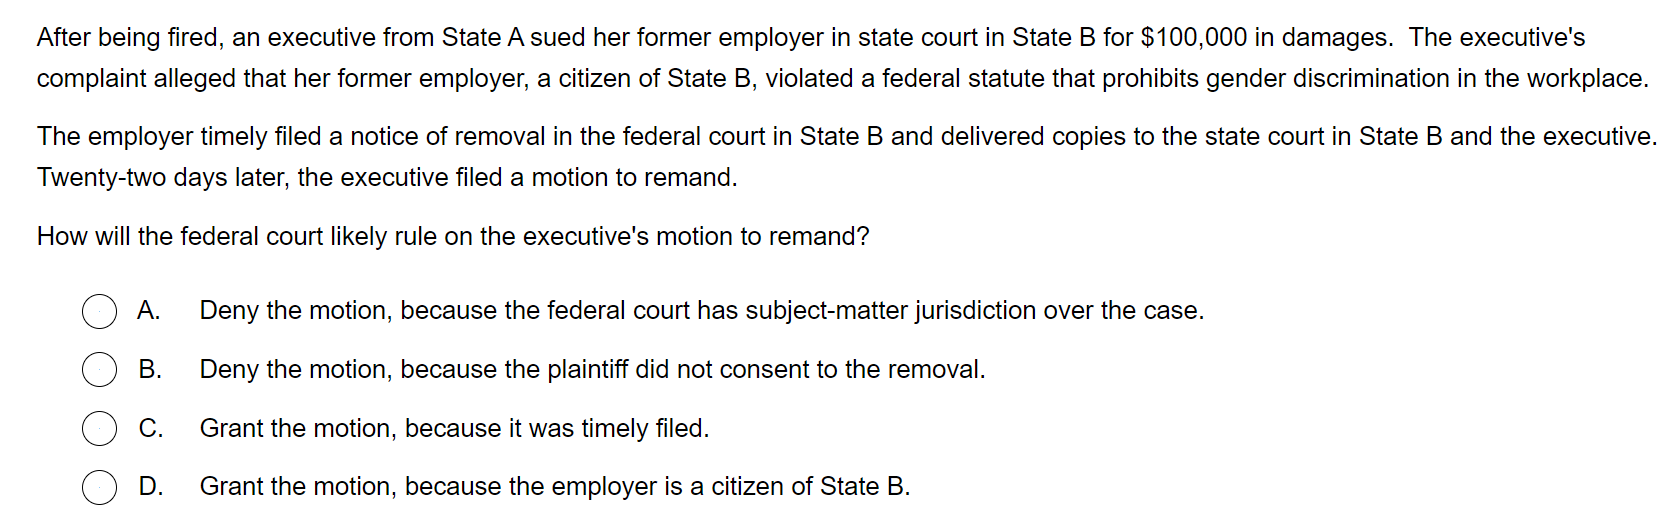 After being fired, an executive from State A sued her former employer in state court in State B for $100,000 in damages.  The executive's
complaint alleged that her former employer, a citizen of State B, violated a federal statute that prohibits gender discrimination in the workplace.
The employer timely filed a notice of removal in the federal court in State B and delivered copies to the state court in State B and the executive.
Twenty-two days later, the executive filed a motion to remand.
How will the federal court likely rule on the executive's motion to remand?
A. Deny the motion, because the federal court has subject-matter jurisdiction over the case.
B. Deny the motion, because the plaintiff did not consent to the removal.
C. Grant the motion, because it was timely filed.
D. Grant the motion, because the employer is a citizen of State B.